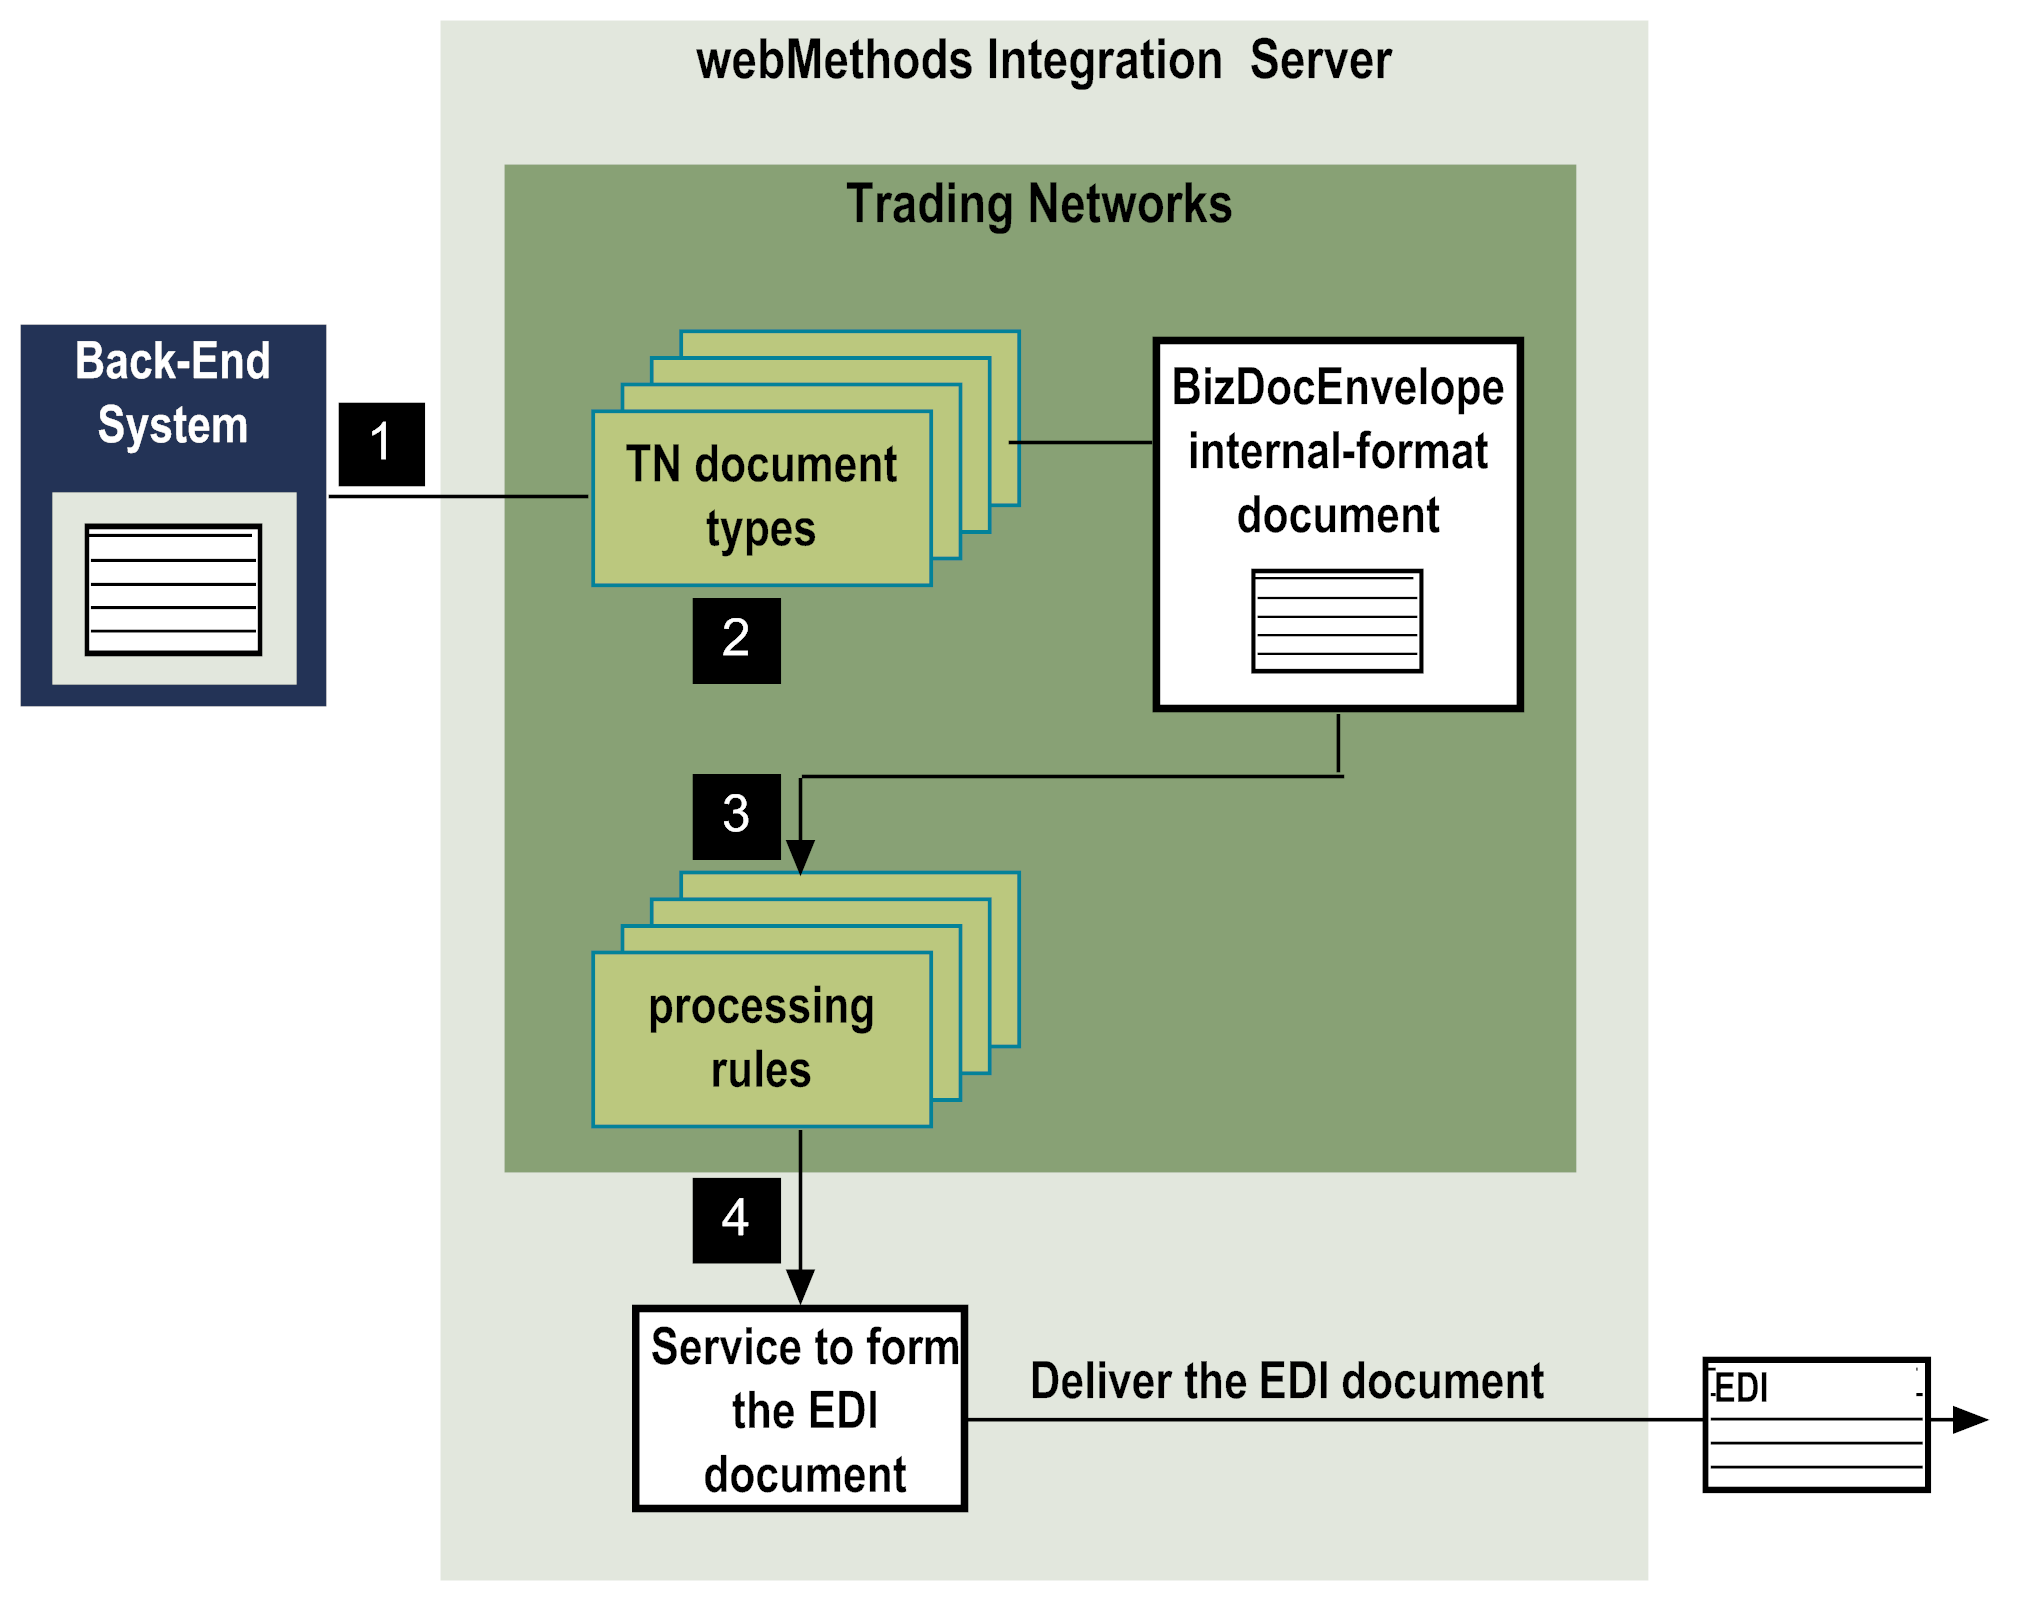 webMethods Integration Server
Trading Networks
Back-End
System
1
TN document
types
BizDocEnvelope
internal-format
document
2
3
processing
rules
4
Service to form
the EDI
document
Deliver the EDI document
EDI